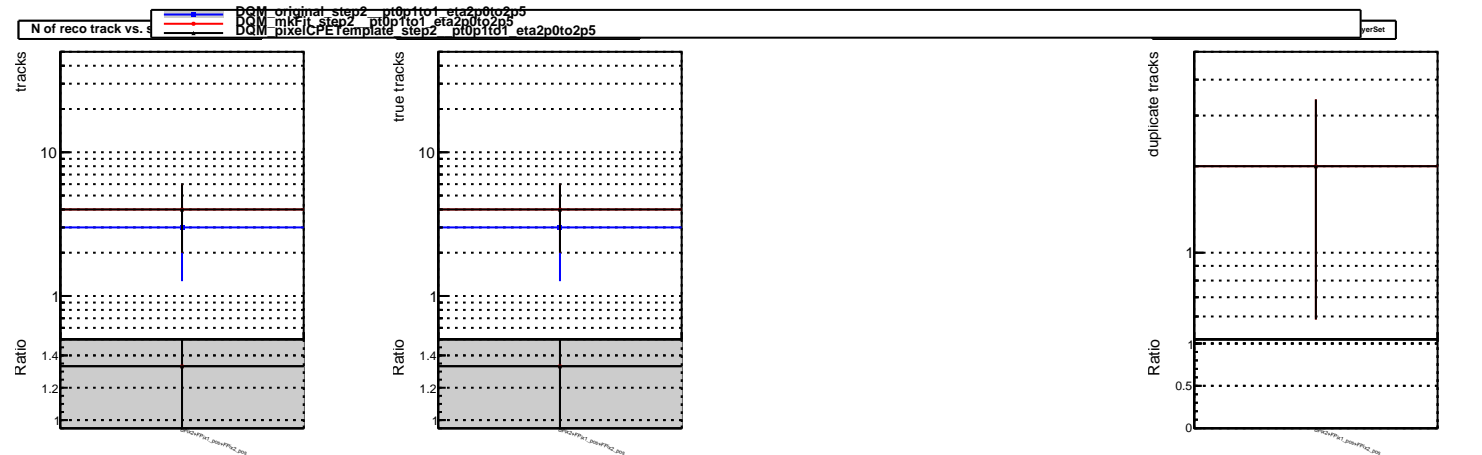 DQM_original_step2__pt0p1to1_eta2p0to2p5
DQM_mkFit_step2__pt0p1to1_eta2p0to2p5
DQM_pixelCPETemplate_step2__pt0p1to1_eta2p0to2p5
N of reco track vs. s
yerSet
tracks
10
1
Ratio
1.4
1.2
1
true tracks
10
1
Ratio
1.4
1.2
1
duplicate tracks
1
Ratio
1
0.5
0